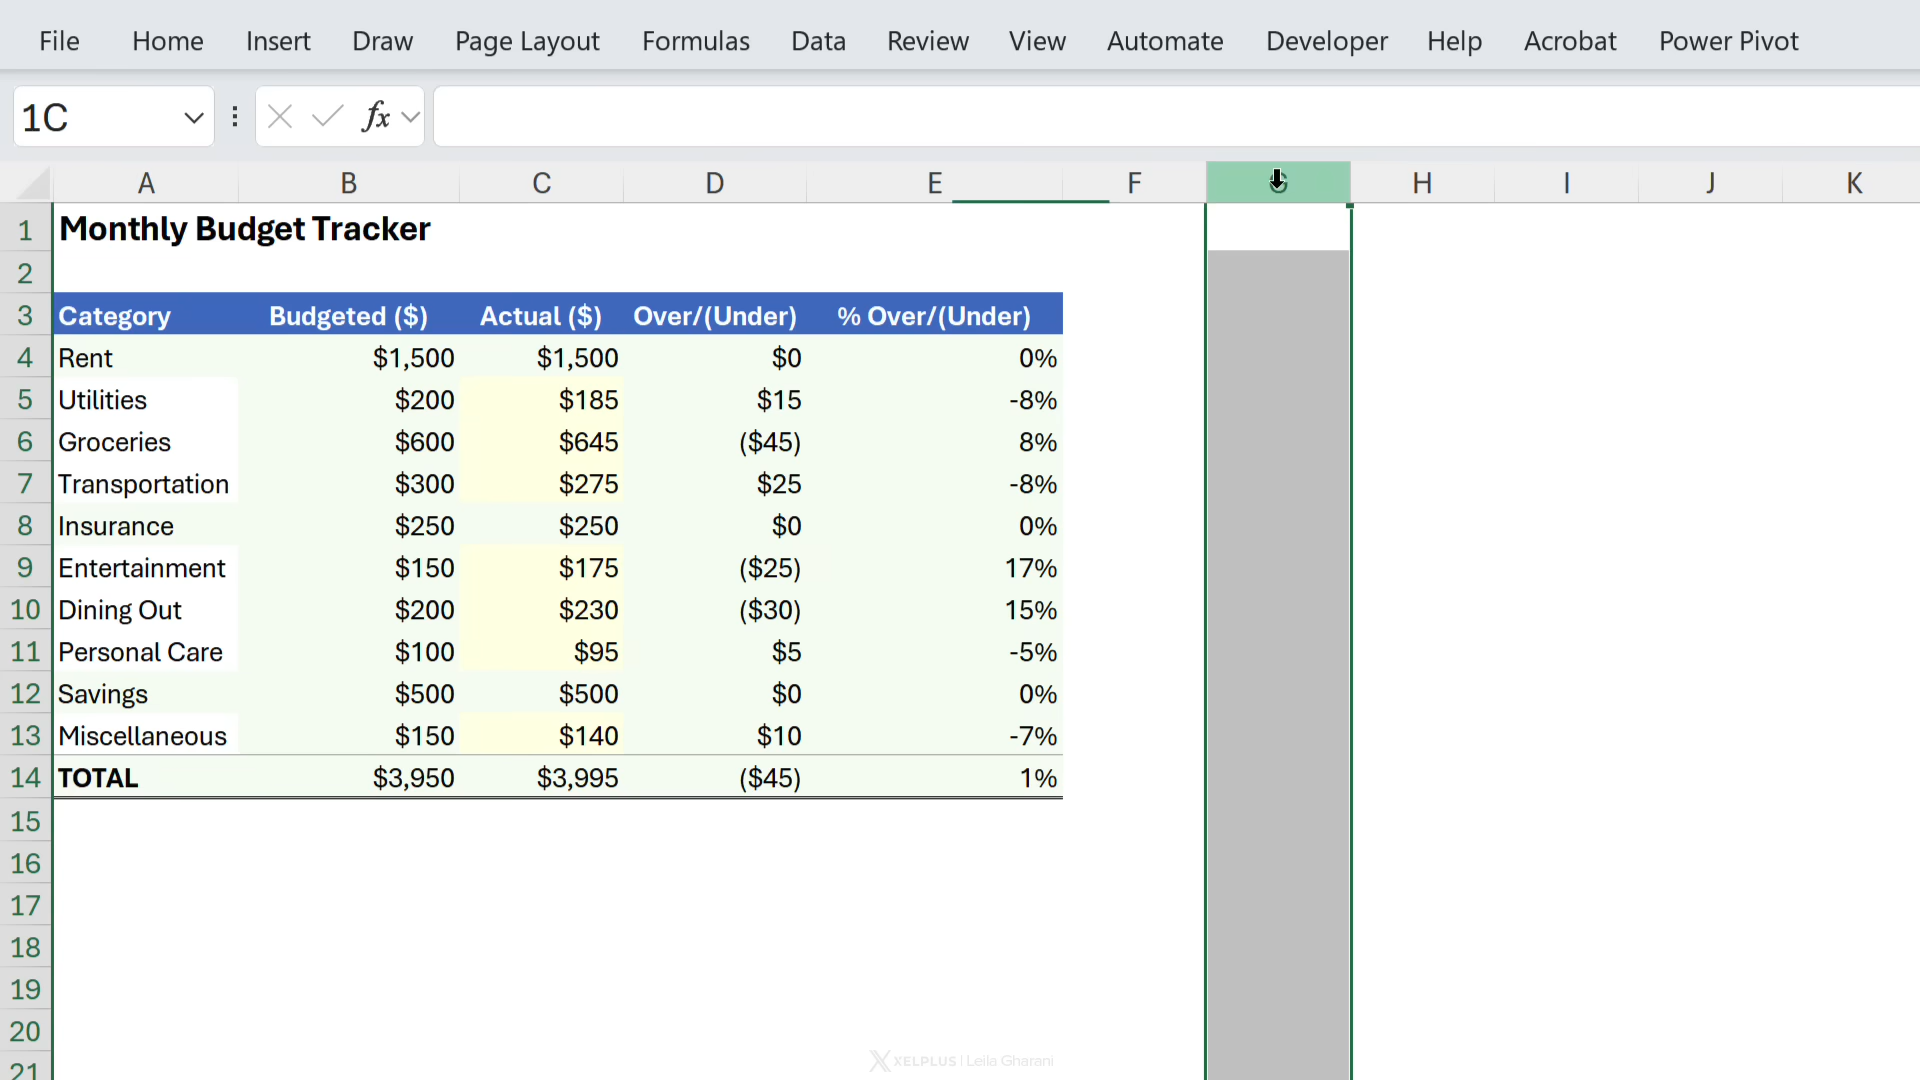 File Home Insert Draw Page Layout Formulas Data Review View Automate Developer Help Acrobat Power Pivot
1C fx
A B C D E F G H I J K
1 Monthly Budget Tracker
2
3 Category Budgeted ($) Actual ($) Over/(Under) % Over/(Under)
4 Rent $1,500 $1,500 $0 0%
5 Utilities $200 $185 $15 -8%
6 Groceries $600 $645 ($45) 8%
7 Transportation $300 $275 $25 -8%
8 Insurance $250 $250 $0 0%
9 Entertainment $150 $175 ($25) 17%
10 Dining Out $200 $230 ($30) 15%
11 Personal Care $100 $95 $5 -5%
12 Savings $500 $500 $0 0%
13 Miscellaneous $150 $140 $10 -7%
14 TOTAL $3,950 $3,995 ($45) 1%
15
16
17
18
19
20
21
XELPLUS | Leila Gharani